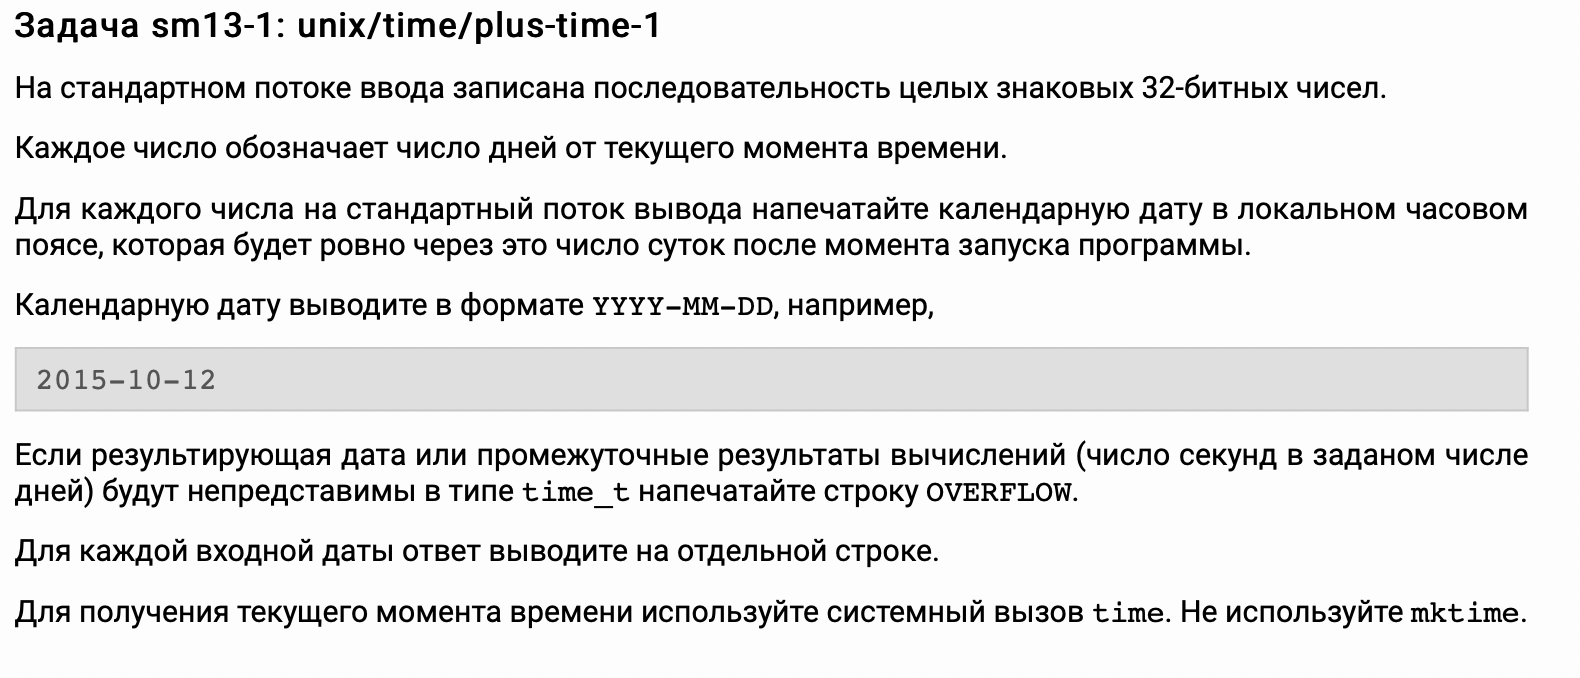 Задача sm13-1: unix/time/plus-time-1
На стандартном потоке ввода записана последовательность целых знаковых 32-битных чисел.
Каждое число обозначает число дней от текущего момента времени.
Для каждого числа на стандартный поток вывода напечатайте календарную дату в локальном часовом
поясе, которая будет ровно через это число суток после момента запуска программы.
Календарную дату выводите в формате YYYY-MM-DD, например,
2015-10-12
Если результирующая дата или промежуточные результаты вычислений (число секунд в заданом числе
дней) будут непредставимы в типе time_t напечатайте строку OVERFLOW.
Для каждой входной даты ответ выводите на отдельной строке.
Для получения текущего момента времени используйте системный вызов time. Не используйте mktime.